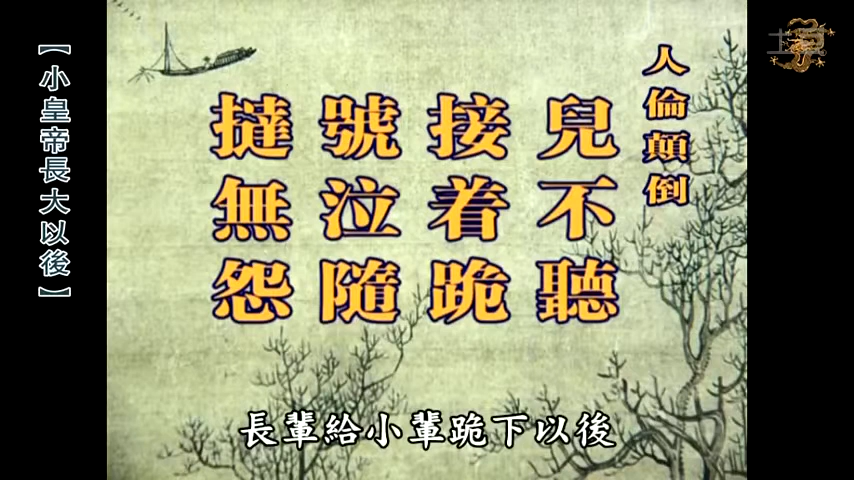 【小皇帝長大以後】
人倫顛倒
兒不聽
接着跪
號泣隨
撻無怨
長輩給小輩跪下以後